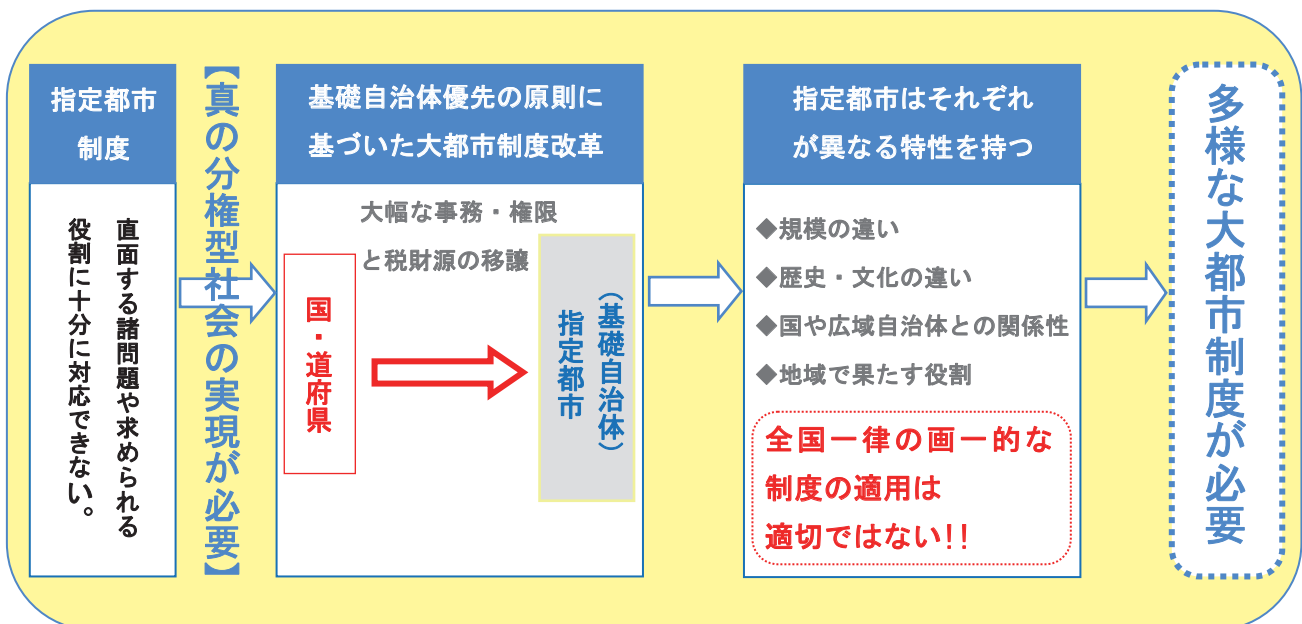 指定都市
制度
直面する諸問題や求められる
役割に十分に対応できない。
【真の分権型社会の実現が必要】
基礎自治体優先の原則に
基づいた大都市制度改革
大幅な事務・権限
と税財源の移譲
国・道府県
(基礎自治体)
指定都市
指定都市はそれぞれ
が異なる特性を持つ
◆規模の違い
◆歴史・文化の違い
◆国や広域自治体との関係性
◆地域で果たす役割
全国一律の画一的な
制度の適用は
適切ではない!!
多様な大都市制度が必要